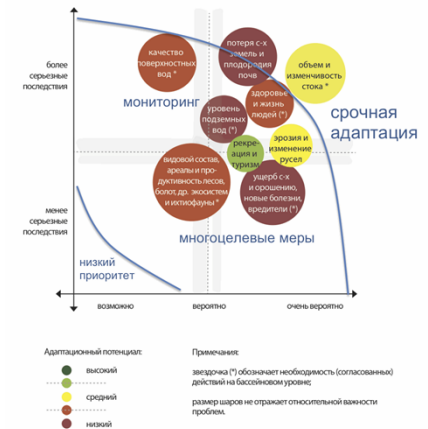 более
серьезные
последствия
менее
серьезные
последствия
качество
поверхностных
вод *
потеря с-х
земель и
плодородия
почв
объем и
изменчивость
стока *
мониторинг
здоровье
и жизнь
людей (*)
срочная
адаптация
уровень
подземных
вод (*)
рекре-
ация и
туризм
эрозия и
изменение
русел
видовой состав,
ареалы и про-
дуктивность лесов,
болот, др. экосистем
и ихтиофауны *
ущерб с-х
и орошению,
новые болезни,
вредители (*)
многоцелевые меры
низкий
приоритет
возможно
вероятно
очень вероятно
Адаптационный потенциал:
высокий
средний
низкий
Примечания:
звездочка (*) обозначает необходимость (согласованных)
действий на бассейновом уровне;
размер шаров не отражает относительной важности
проблем.